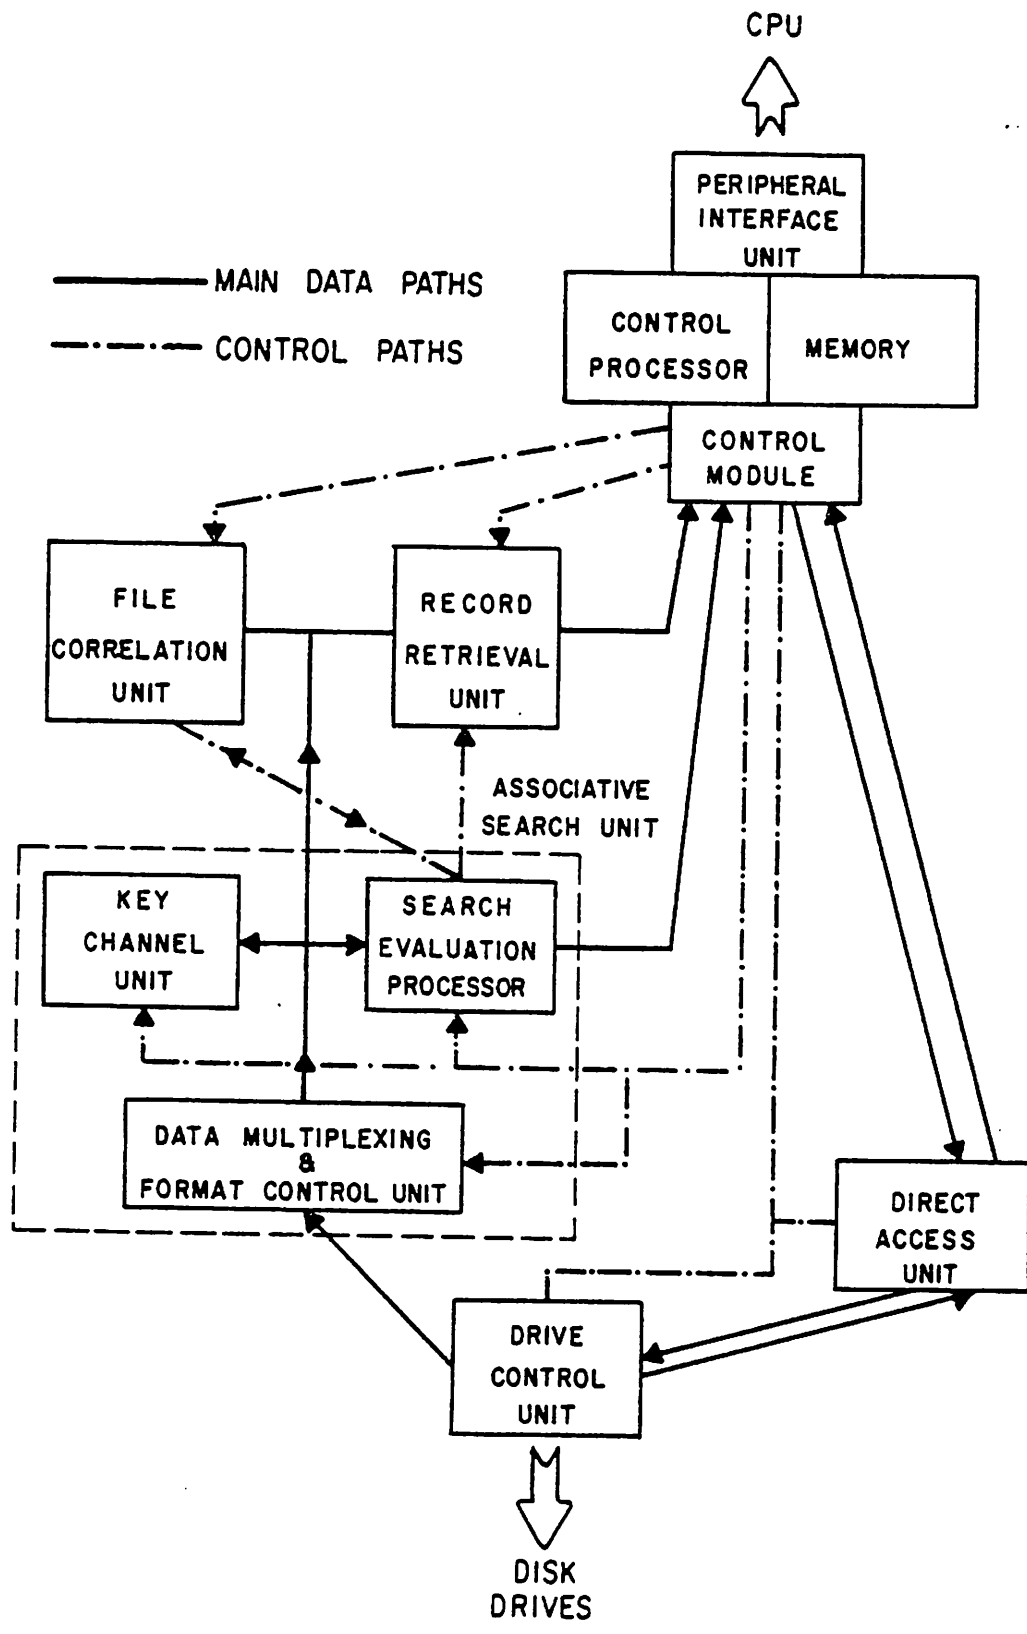 CPU
PERIPHERAL
INTERFACE
UNIT
MAIN DATA PATHS
CONTROL PATHS
CONTROL
PROCESSOR
MEMORY
CONTROL
MODULE
FILE
CORRELATION
UNIT
RECORD
RETRIEVAL
UNIT
ASSOCIATIVE
SEARCH UNIT
KEY
CHANNEL
UNIT
SEARCH
EVALUATION
PROCESSOR
DATA MULTIPLEXING
&
FORMAT CONTROL UNIT
DIRECT
ACCESS
UNIT
DRIVE
CONTROL
UNIT
DISK
DRIVES